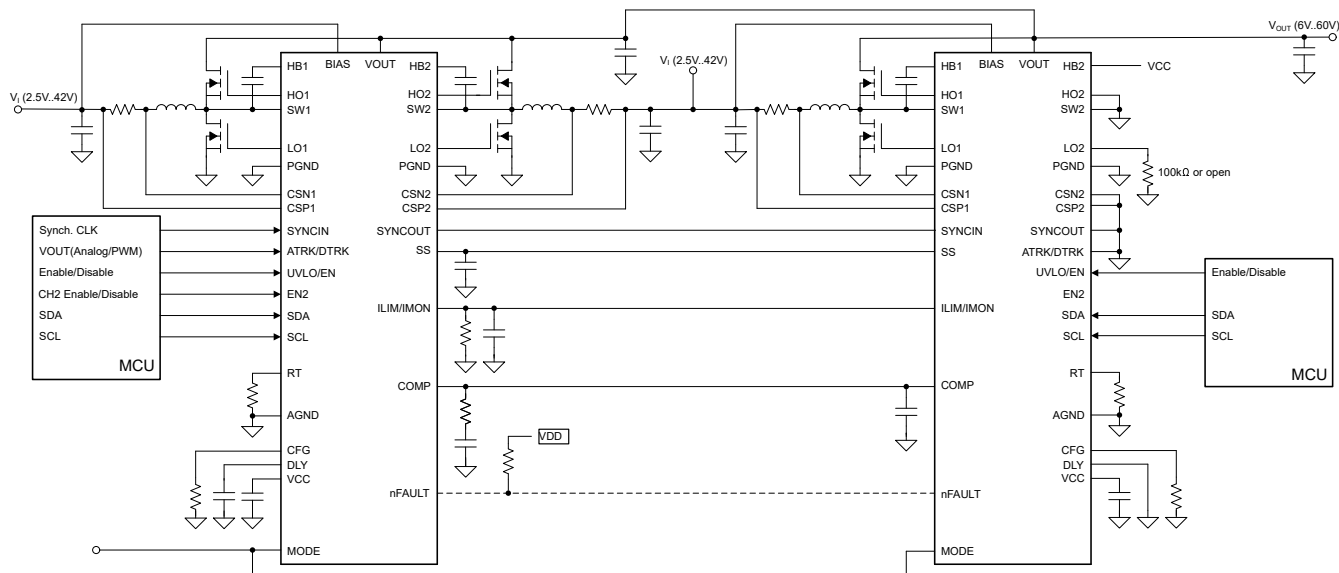 V_I (2.5V..42V)
HB1
HO1
SW1
LO1
PGND
CSN1
CSP1
SYNCIN
ATRK/DTRK
UVLO/EN
EN2
SDA
SCL
RT
AGND
CFG
DLY
VCC
MODE
BIAS
VOUT
HB2
HO2
SW2
LO2
PGND
CSN2
CSP2
SYNCOUT
SS
ILIM/IMON
COMP
nFAULT
Synch. CLK
VOUT(Analog/PWM)
Enable/Disable
CH2 Enable/Disable
SDA
SCL
MCU
V_I (2.5V..42V)
VDD
HB1
HO1
SW1
LO1
PGND
CSN1
CSP1
SYNCIN
SS
ILIM/IMON
COMP
nFAULT
MODE
BIAS
VOUT
HB2
HO2
SW2
LO2
PGND
CSN2
CSP2
SYNCOUT
ATRK/DTRK
UVLO/EN
EN2
SDA
SCL
RT
AGND
CFG
DLY
VCC
V_OUT (6V..60V)
VCC
100kΩ or open
Enable/Disable
SDA
SCL
MCU